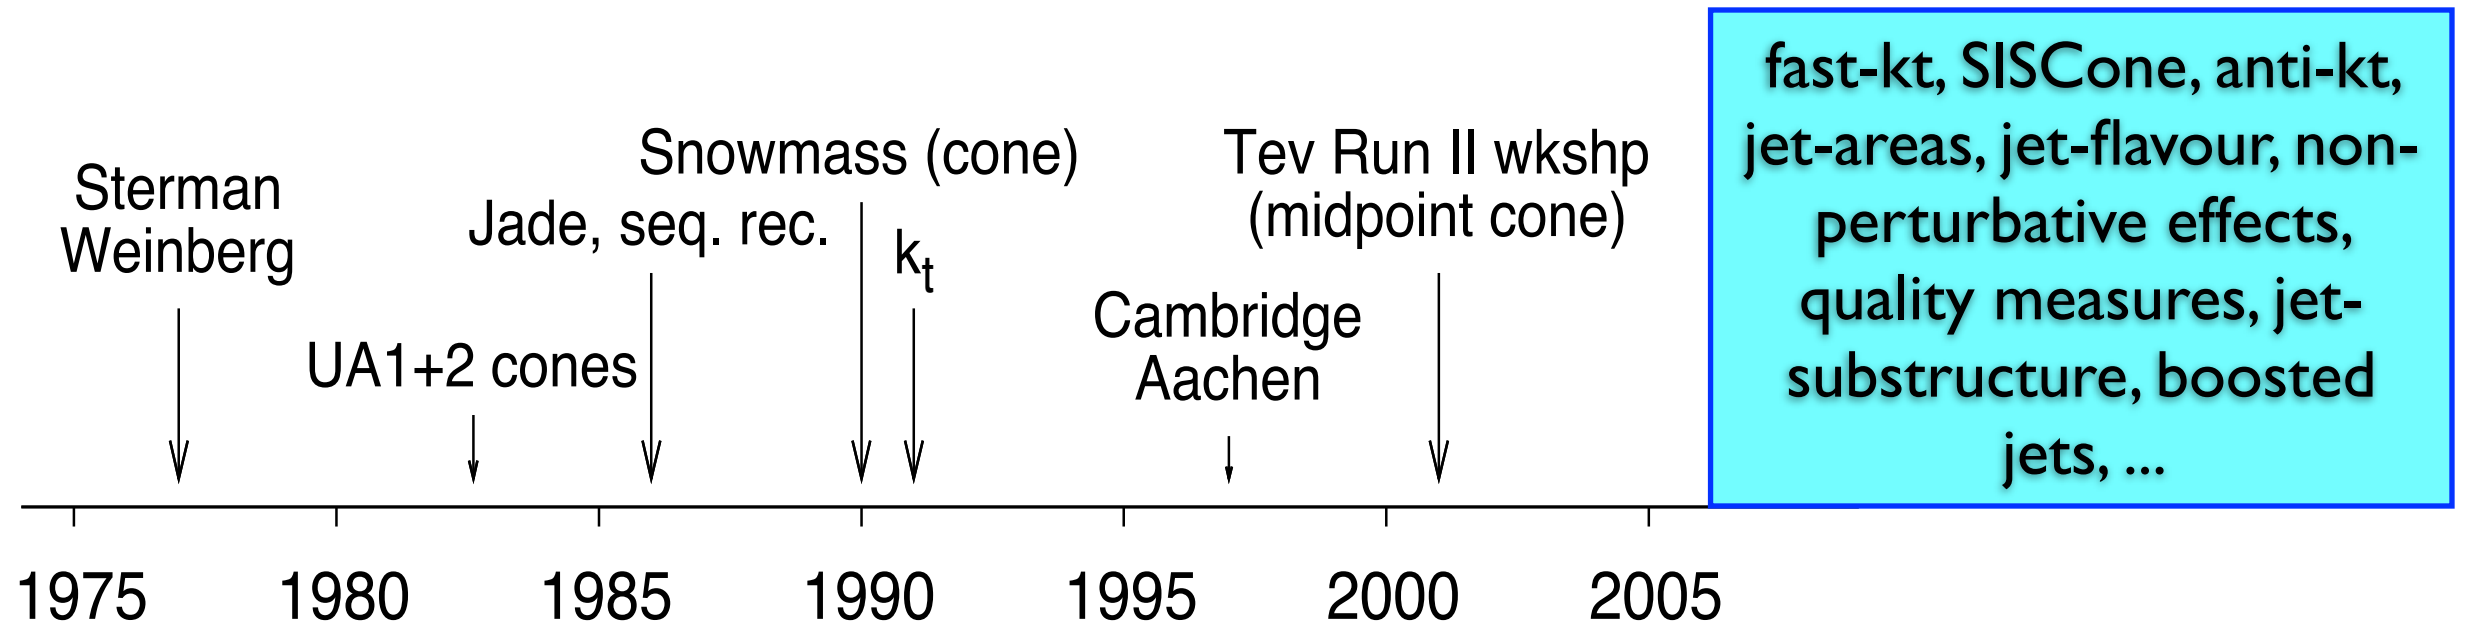 Sterman
Weinberg
UA1+2 cones
Jade, seq. rec.
Snowmass (cone)
kt
Cambridge
Aachen
Tev Run II wkshp
(midpoint cone)
fast-kt, SISCone, anti-kt,
jet-areas, jet-flavour, non-
perturbative effects,
quality measures, jet-
substructure, boosted
jets, ...
1975 1980 1985 1990 1995 2000 2005